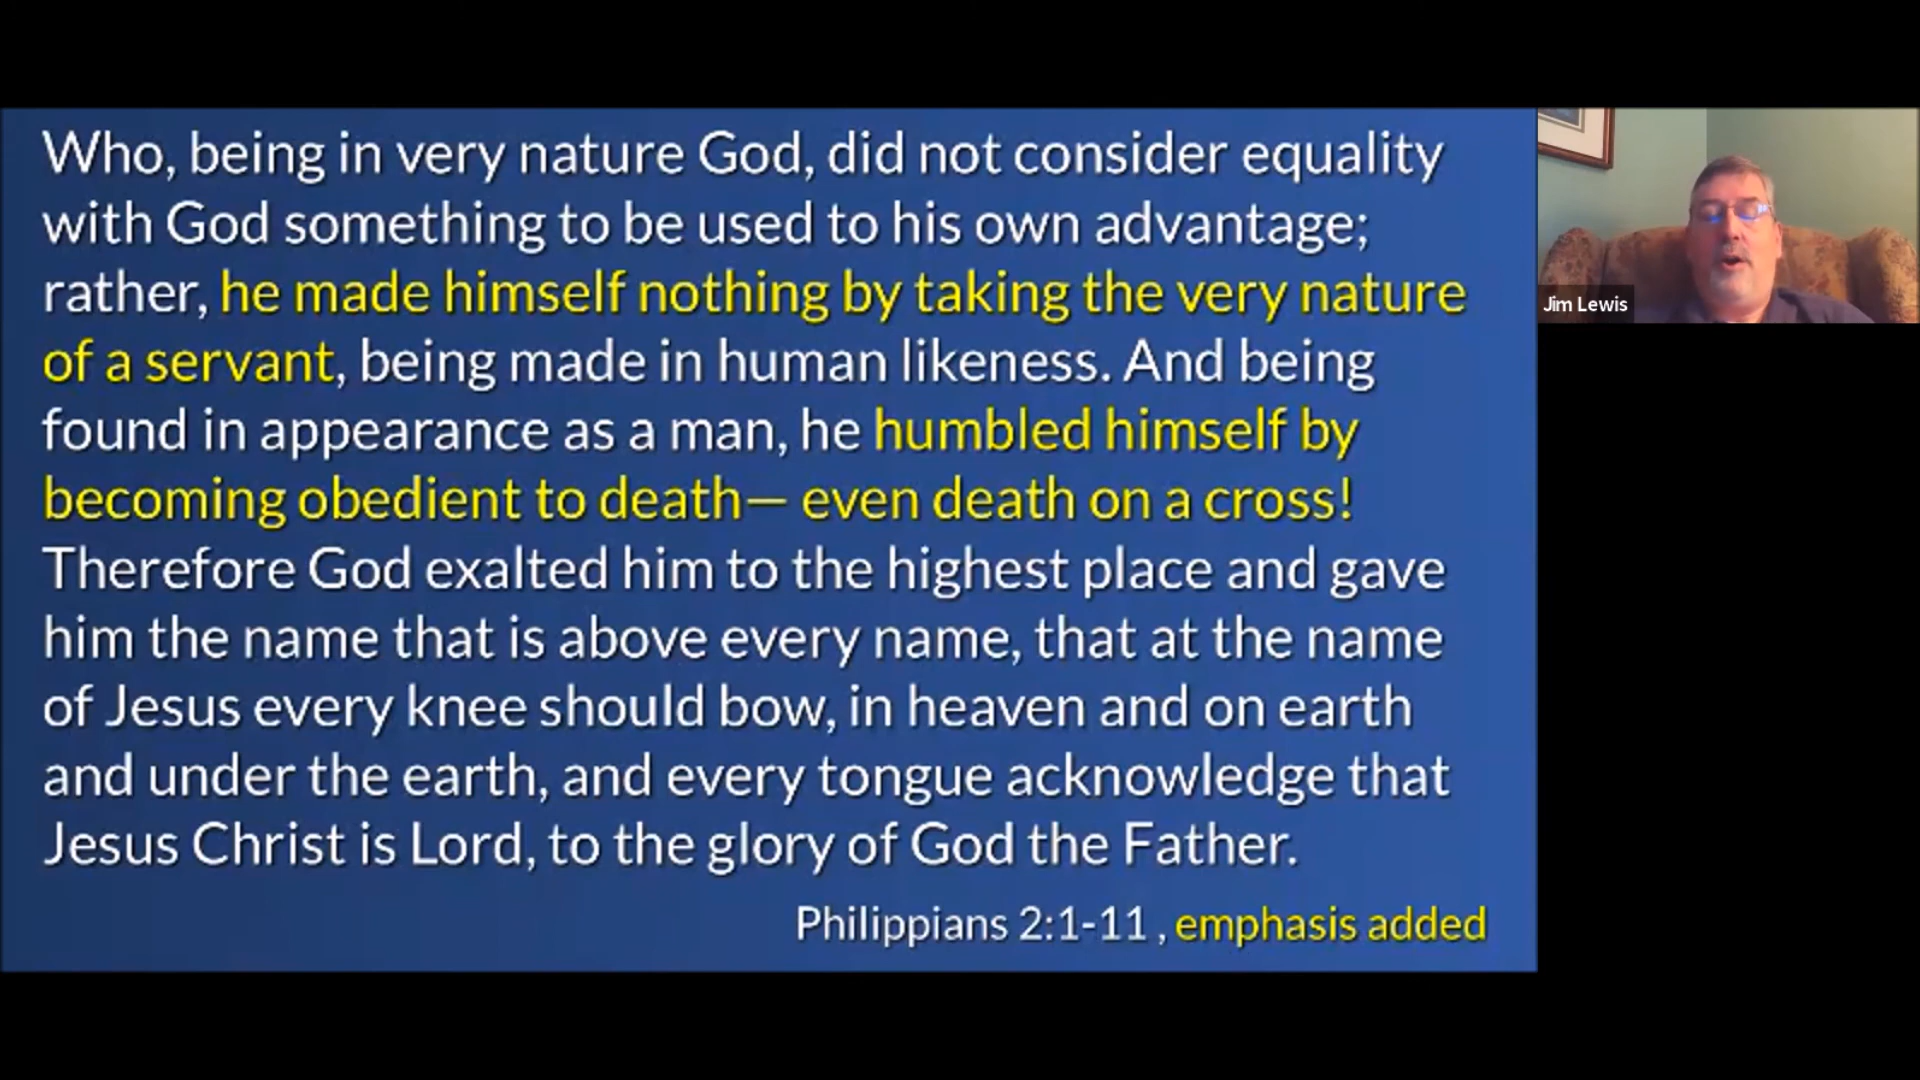 Who, being in very nature God, did not consider equality
with God something to be used to his own advantage;
rather, he made himself nothing by taking the very nature
of a servant, being made in human likeness. And being
found in appearance as a man, he humbled himself by
becoming obedient to death— even death on a cross!
Therefore God exalted him to the highest place and gave
him the name that is above every name, that at the name
of Jesus every knee should bow, in heaven and on earth
and under the earth, and every tongue acknowledge that
Jesus Christ is Lord, to the glory of God the Father.
Philippians 2:1-11 , emphasis added
Jim Lewis